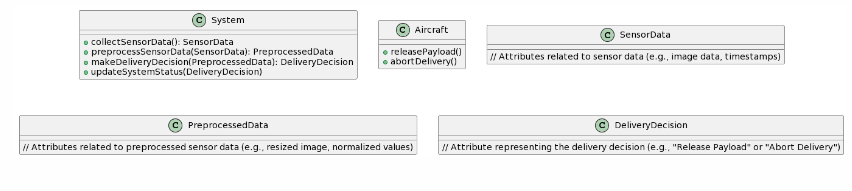 C System
collectSensorData(): SensorData
preprocessSensorData(SensorData): PreprocessedData
makeDeliveryDecision(PreprocessedData): DeliveryDecision
updateSystemStatus(DeliveryDecision)
C Aircraft
releasePayload()
abortDelivery()
C SensorData
// Attributes related to sensor data (e.g., image data, timestamps)
C PreprocessedData
// Attributes related to preprocessed sensor data (e.g., resized image, normalized values)
C DeliveryDecision
// Attribute representing the delivery decision (e.g., "Release Payload" or "Abort Delivery")